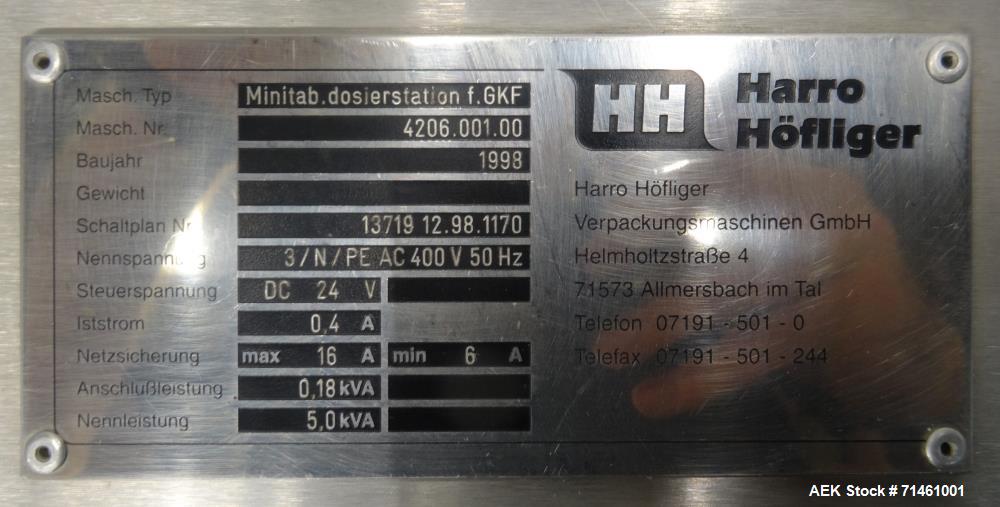 Masch. Typ Minitab.dosierstation f.GKF
Masch. Nr. 4206.001.00
Baujahr 1998
Gewicht
Schaltplan Nr. 13719 12.98.1170
Nennspannung 3/N/PE AC 400 V 50 Hz
Steuerspannung DC 24 V
Iststrom 0,4 A
Netzsicherung max 16 A min 6 A
Anschlußleistung 0,18 kVA
Nennleistung 5,0 kVA
HH Harro
Höfliger
Harro Höfliger
Verpackungsmaschinen GmbH
Helmholtzstraße 4
71573 Allmersbach im Tal
Telefon 07191 - 501 - 0
Telefax 07191 - 501 - 244
AEK Stock # 71461001